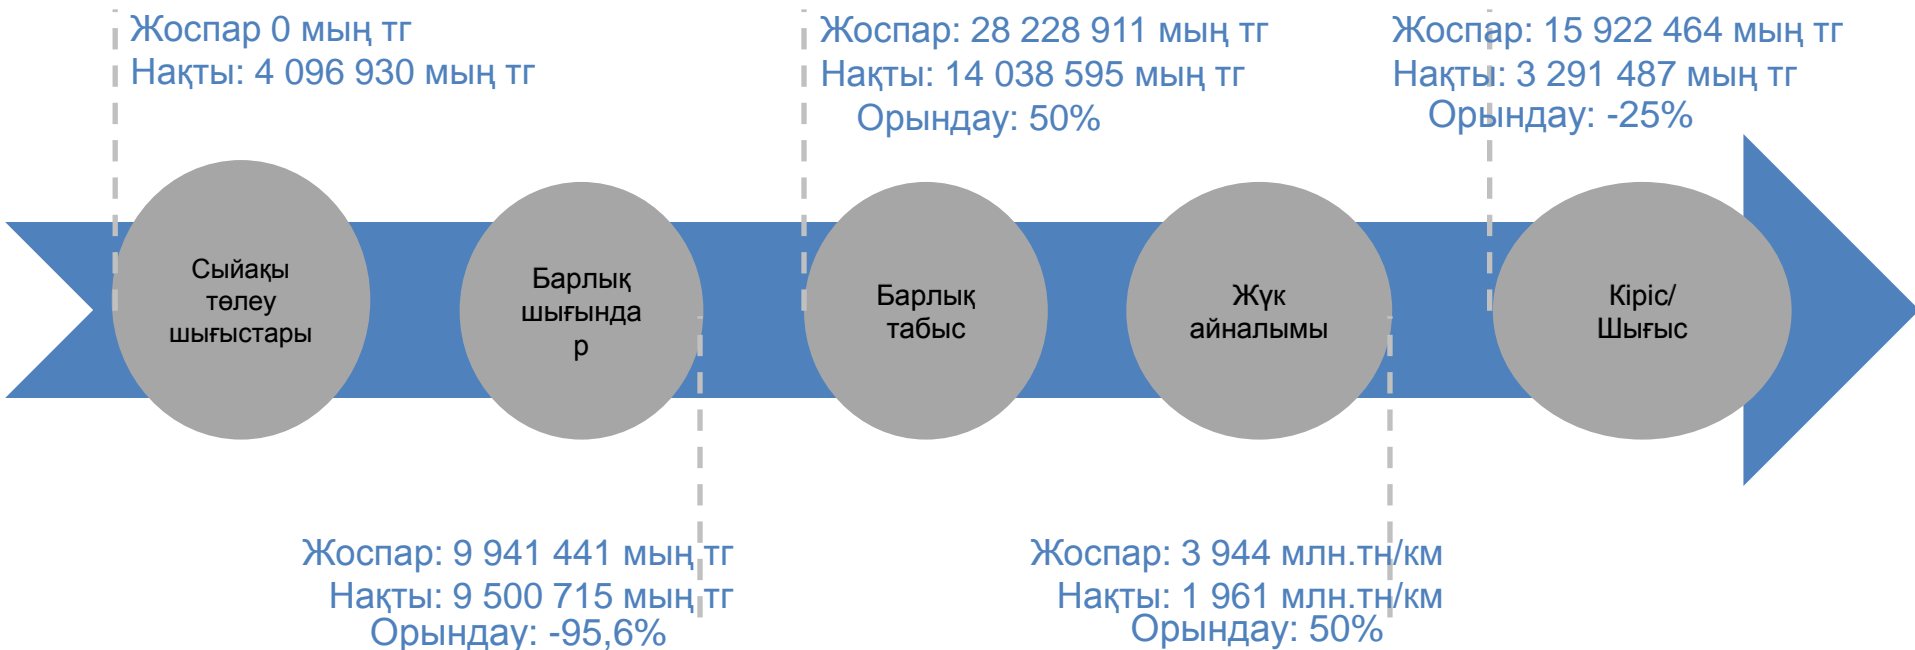 Жоспар 0 мың тг
Нақты: 4 096 930 мың тг
Жоспар: 28 228 911 мың тг
Нақты: 14 038 595 мың тг
Орындау: 50%
Жоспар: 15 922 464 мың тг
Нақты: 3 291 487 мың тг
Орындау: -25%
Сыйақы
төлеу
шығыстары
Барлық
шығында
р
Барлық
табыс
Жүк
айналымы
Кіріс/
Шығыс
Жоспар: 9 941 441 мың тг
Нақты: 9 500 715 мың тг
Орындау: -95,6%
Жоспар: 3 944 млн.тн/км
Нақты: 1 961 млн.тн/км
Орындау: 50%